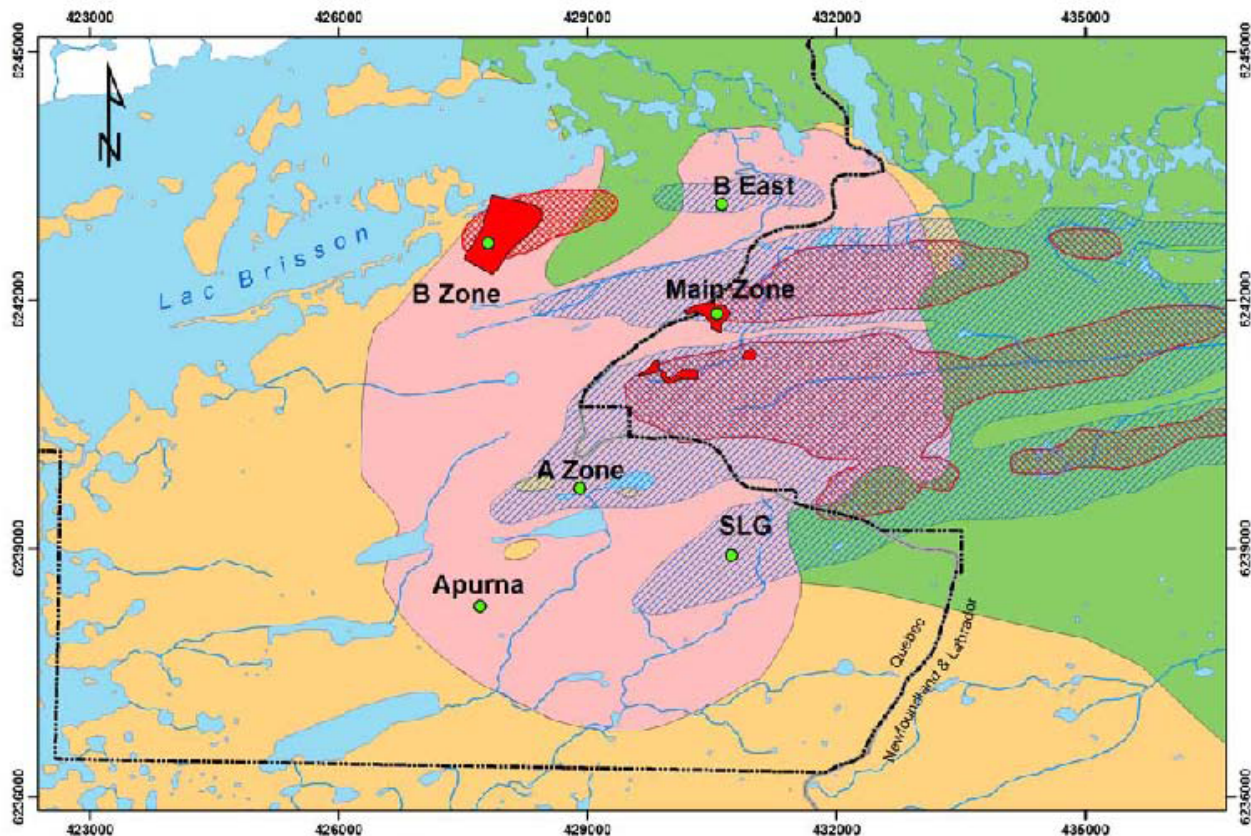 423000 426000 429000 432000 435000
6245000 6245000
N
B East
Lac Brisson
B Zone
Main Zone
6242000 6242000
A Zone
SLG
6239000 6239000
Apurna
Quebec
Newfoundland & Labrador
6236000 6236000
423000 426000 429000 432000 435000